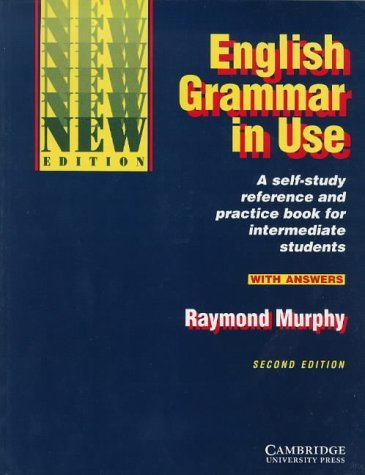 NEW
NEW
NEW
NEW
NEW
EDITION
English
Grammar
in Use
A self-study
reference and
practice book for
intermediate
students
WITH ANSWERS
Raymond Murphy
SECOND EDITION
CAMBRIDGE
UNIVERSITY PRESS